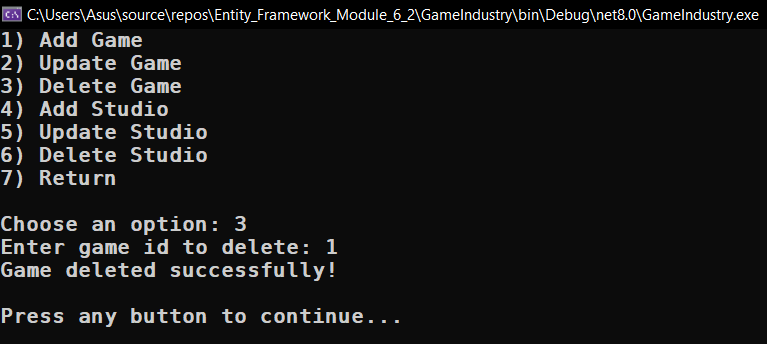 C:\Users\Asus\source\repos\Entity_Framework_Module_6_2\GameIndustry\bin\Debug\net8.0\GameIndustry.exe
1) Add Game
2) Update Game
3) Delete Game
4) Add Studio
5) Update Studio
6) Delete Studio
7) Return
Choose an option: 3
Enter game id to delete: 1
Game deleted successfully!
Press any button to continue...